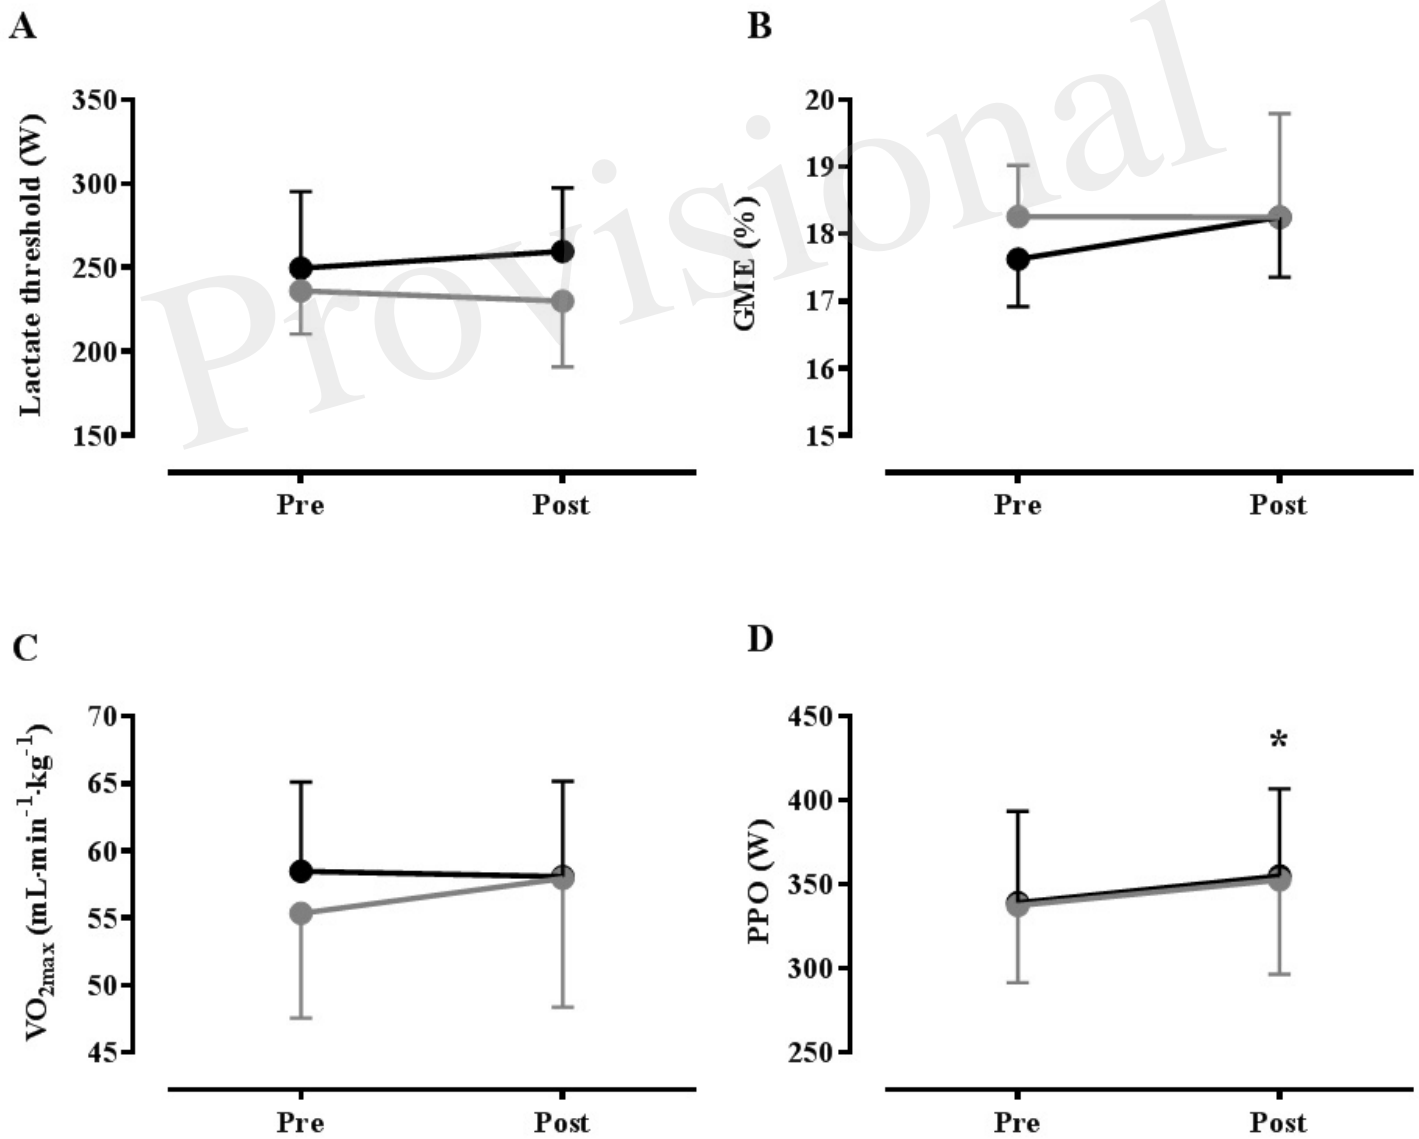 A
Lactate threshold (W)
350
300
250
200
150
Pre Post
B
GME (%)
20
19
18
17
16
15
Pre Post
C
VO2max (mL·min-1·kg-1)
70
65
60
55
50
45
Pre Post
D
PPO (W)
450
400
350
300
250
*
Pre Post
Provisional